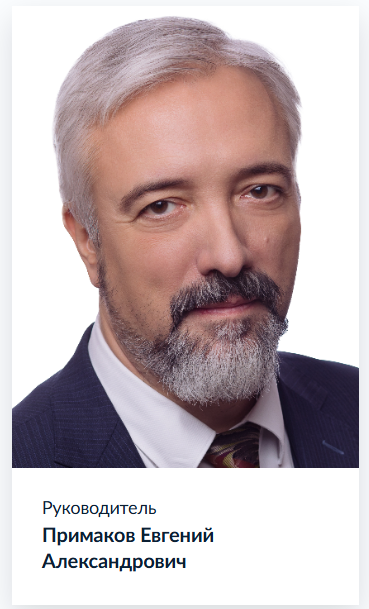 Руководитель
Примаков Евгений
Александрович